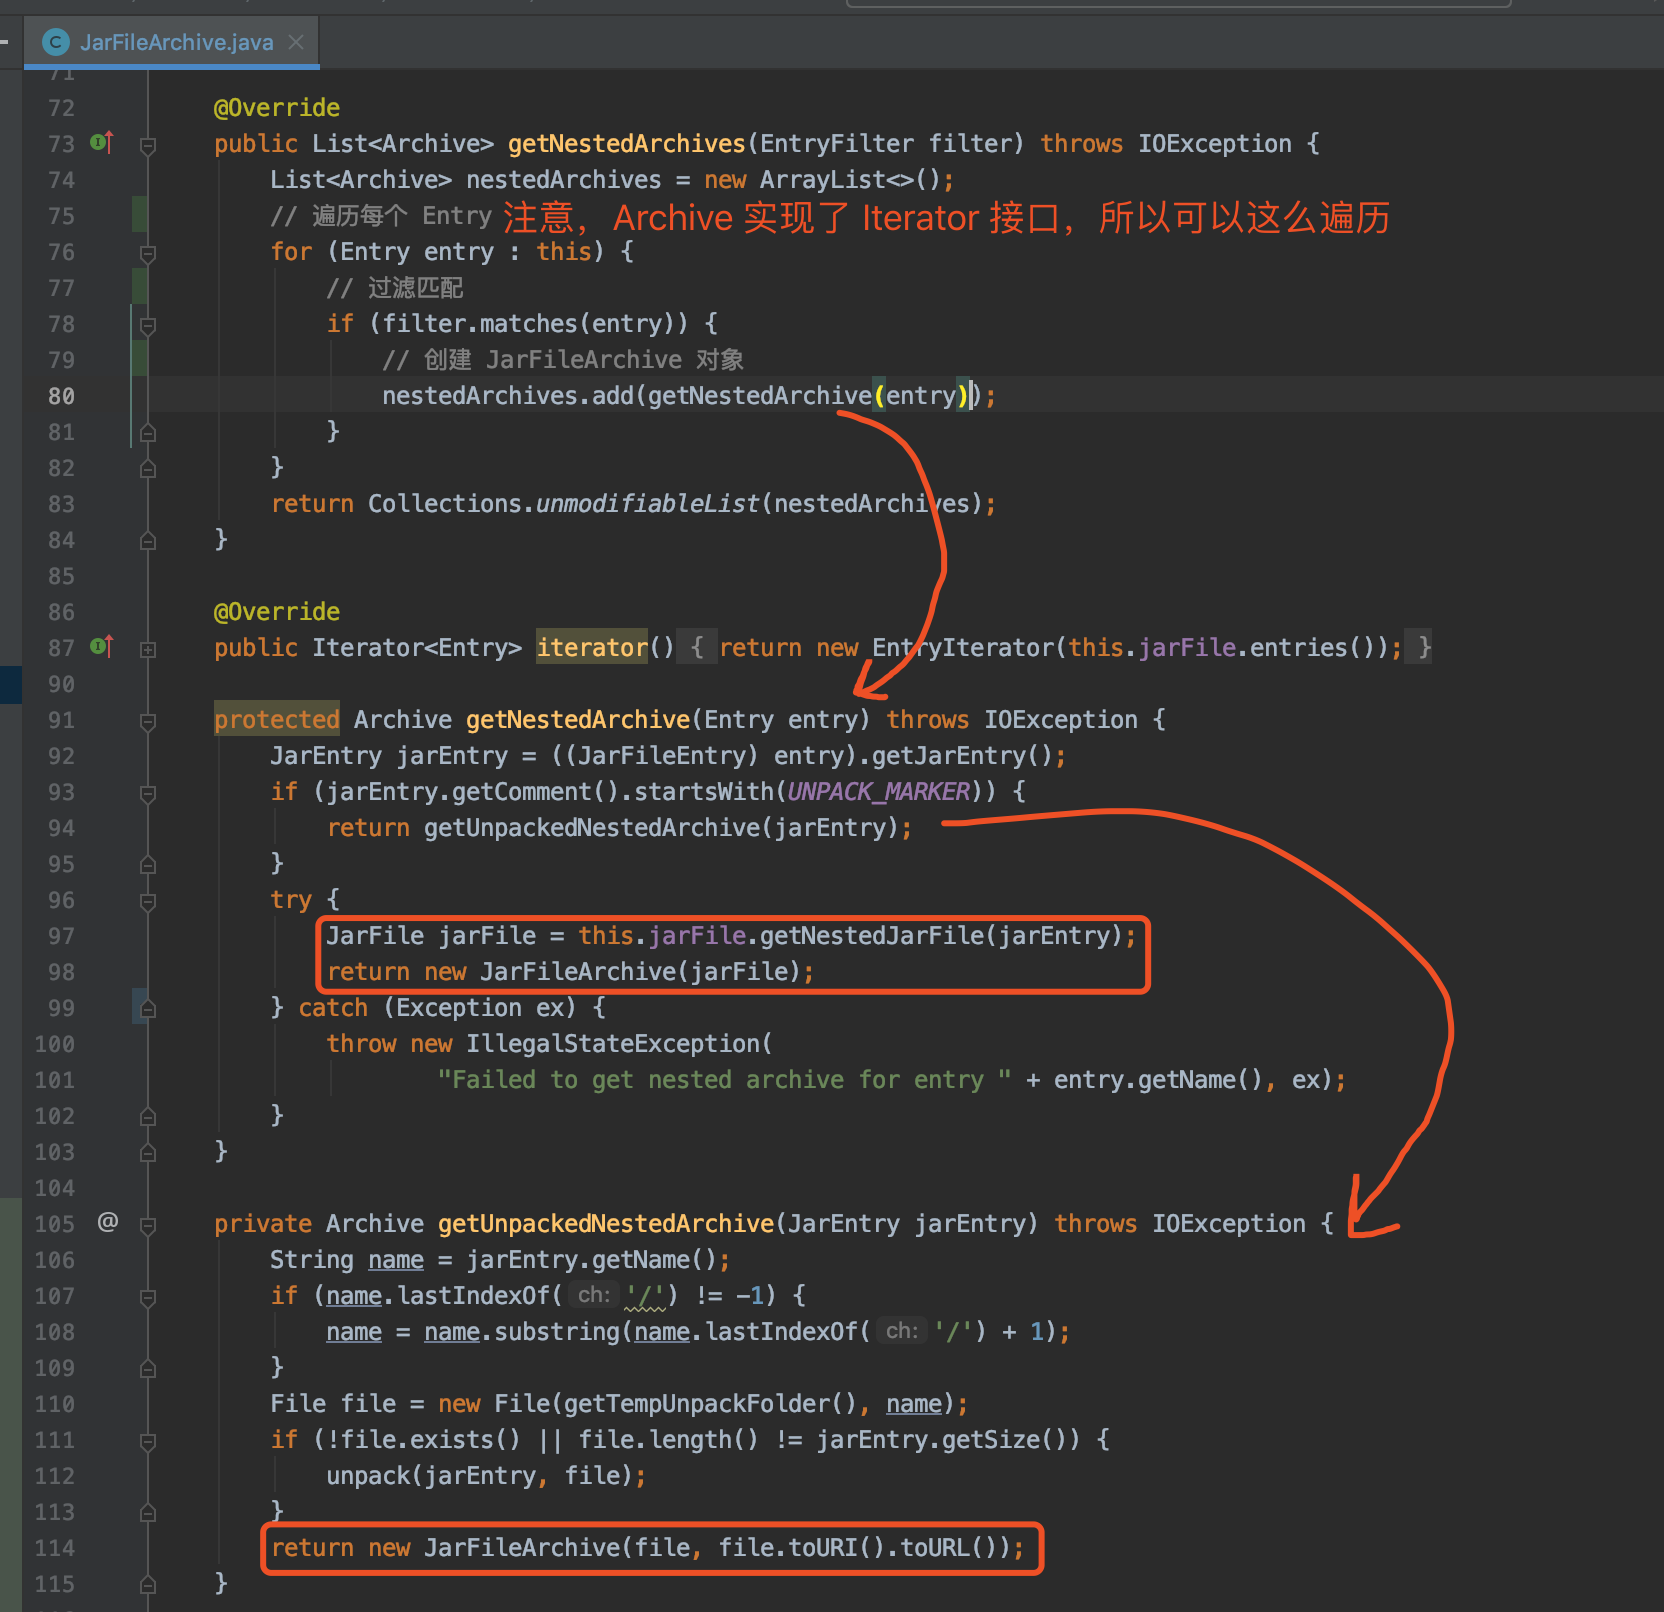 JarFileArchive.java
71
72 @Override
73 public List<Archive> getNestedArchives(EntryFilter filter) throws IOException {
74 List<Archive> nestedArchives = new ArrayList<>();
75 // 遍历每个 Entry 注意，Archive 实现了 Iterator 接口，所以可以这么遍历
76 for (Entry entry : this) {
77 // 过滤匹配
78 if (filter.matches(entry)) {
79 // 创建 JarFileArchive 对象
80 nestedArchives.add(getNestedArchive(entry));
81 }
82 }
83 return Collections.unmodifiableList(nestedArchives);
84 }
85
86 @Override
87 public Iterator<Entry> iterator() { return new EntryIterator(this.jarFile.entries()); }
90
91 protected Archive getNestedArchive(Entry entry) throws IOException {
92 JarEntry jarEntry = ((JarFileEntry) entry).getJarEntry();
93 if (jarEntry.getComment().startsWith(UNPACK_MARKER)) {
94 return getUnpackedNestedArchive(jarEntry);
95 }
96 try {
97 JarFile jarFile = this.jarFile.getNestedJarFile(jarEntry);
98 return new JarFileArchive(jarFile);
99 } catch (Exception ex) {
100 throw new IllegalStateException(
101 "Failed to get nested archive for entry " + entry.getName(), ex);
102 }
103 }
104
105 @ private Archive getUnpackedNestedArchive(JarEntry jarEntry) throws IOException {
106 String name = jarEntry.getName();
107 if (name.lastIndexOf( ch: '/') != -1) {
108 name = name.substring(name.lastIndexOf( ch: '/') + 1);
109 }
110 File file = new File(getTempUnpackFolder(), name);
111 if (!file.exists() || file.length() != jarEntry.getSize()) {
112 unpack(jarEntry, file);
113 }
114 return new JarFileArchive(file, file.toURI().toURL());
115 }